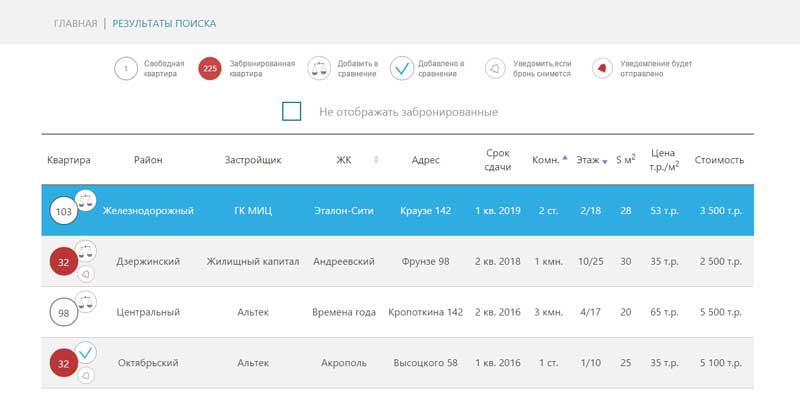 ГЛАВНАЯ | РЕЗУЛЬТАТЫ ПОИСКА
1 Свободная квартира
225 Забронированная квартира
Добавить в сравнение
Добавлено в сравнение
Уведомить,если бронь снимется
Уведомление будет отправлено
Не отображать забронированные
Квартира Район Застройщик ЖК Адрес Срок сдачи Комн. Этаж S м² Цена т.р./м² Стоимость
103 Железнодорожный ГК МИЦ Эталон-Сити Краузе 142 1 кв. 2019 2 ст. 2/18 28 53 т.р. 3 500 т.р.
32 Дзержинский Жилищный капитал Андреевский Фрунзе 98 2 кв. 2018 1 кмн. 10/25 30 35 т.р. 2 500 т.р.
98 Центральный Альтек Времена года Кропоткина 142 2 кв. 2016 3 кмн. 4/17 20 65 т.р. 5 500 т.р.
32 Октябрьский Альтек Акрополь Высоцкого 58 1 кв. 2016 1 ст. 1/10 25 35 т.р. 5 100 т.р.